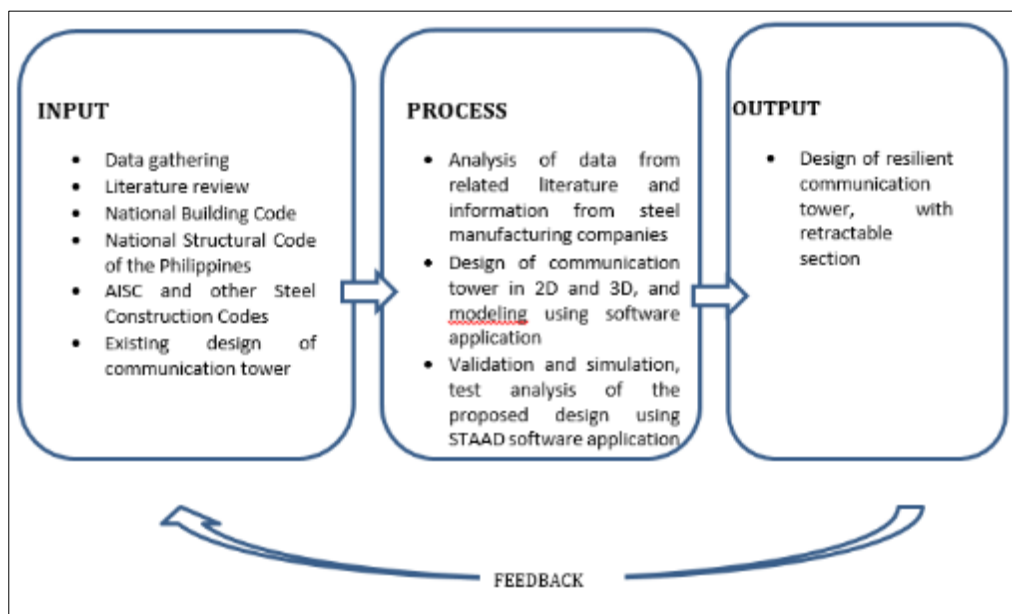 INPUT
• Data gathering
• Literature review
• National Building Code
• National Structural Code
of the Philippines
• AISC and other Steel
Construction Codes
• Existing design of
communication tower
PROCESS
• Analysis of data from
related literature and
information from steel
manufacturing companies
• Design of communication
tower in 2D and 3D, and
modeling using software
application
• Validation and simulation,
test analysis of the
proposed design using
STAAD software application
OUTPUT
• Design of resilient
communication
tower, with
retractable
section
FEEDBACK